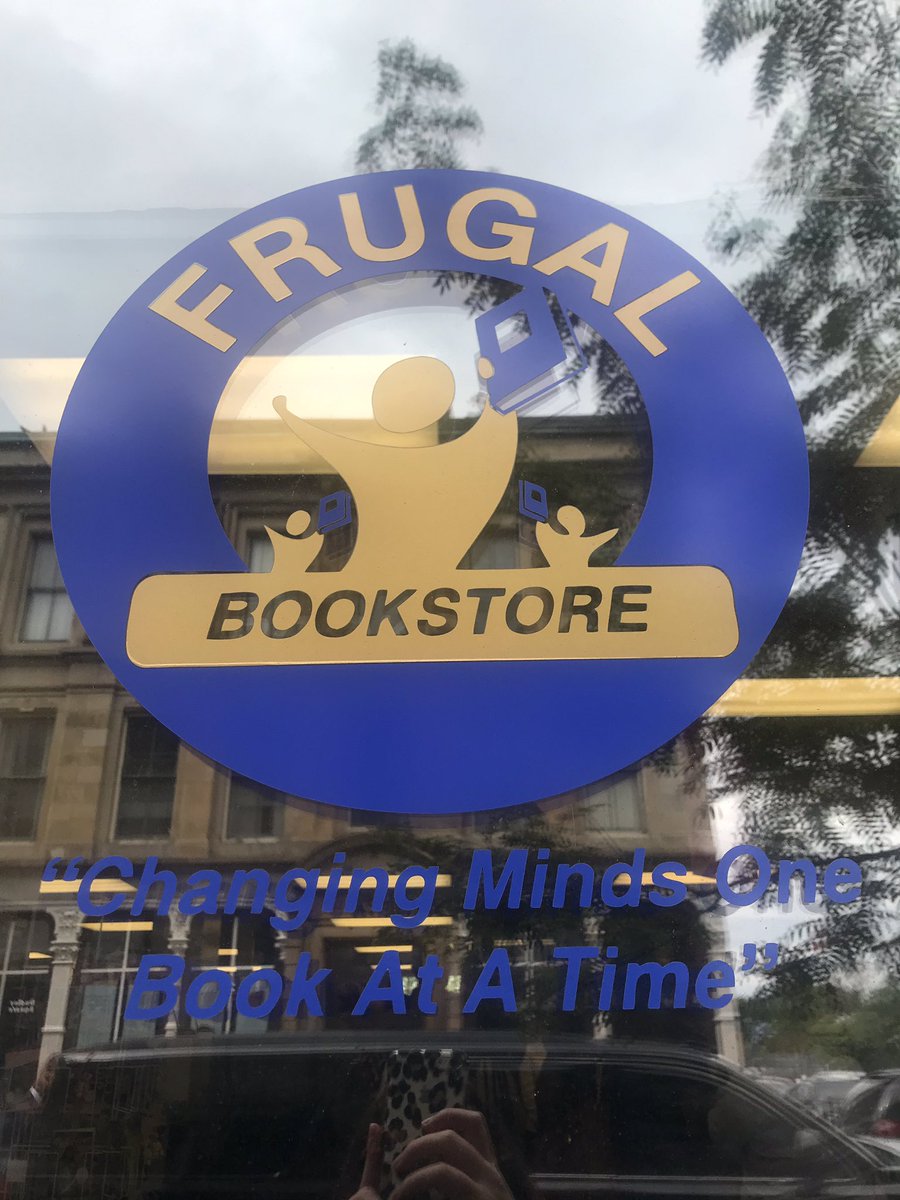 FRUGAL
BOOKSTORE
“Changing Minds One
Book At A Time”